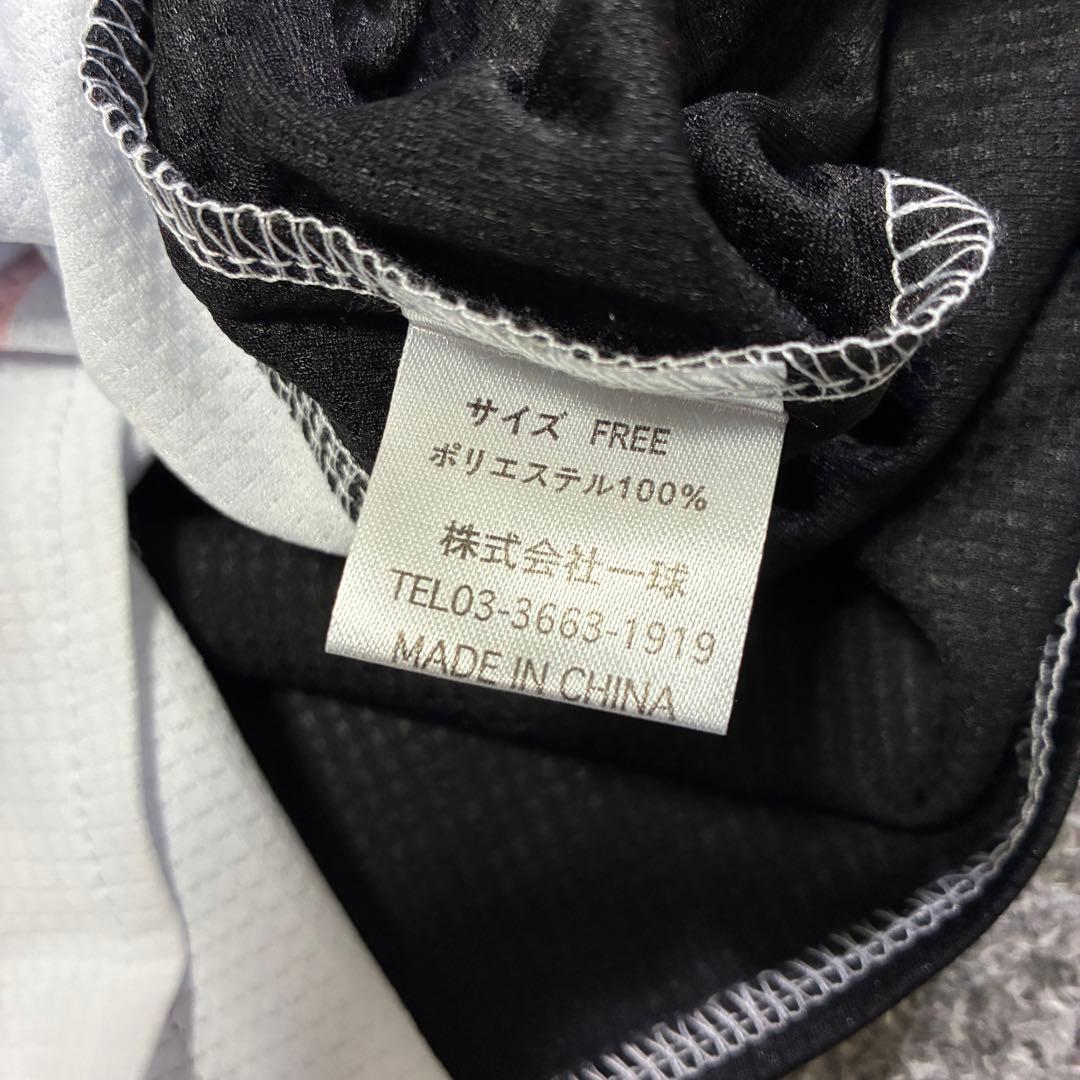 サイズ FREE
ポリエステル100%
株式会社一球
TEL03-3663-1919
MADE IN CHINA